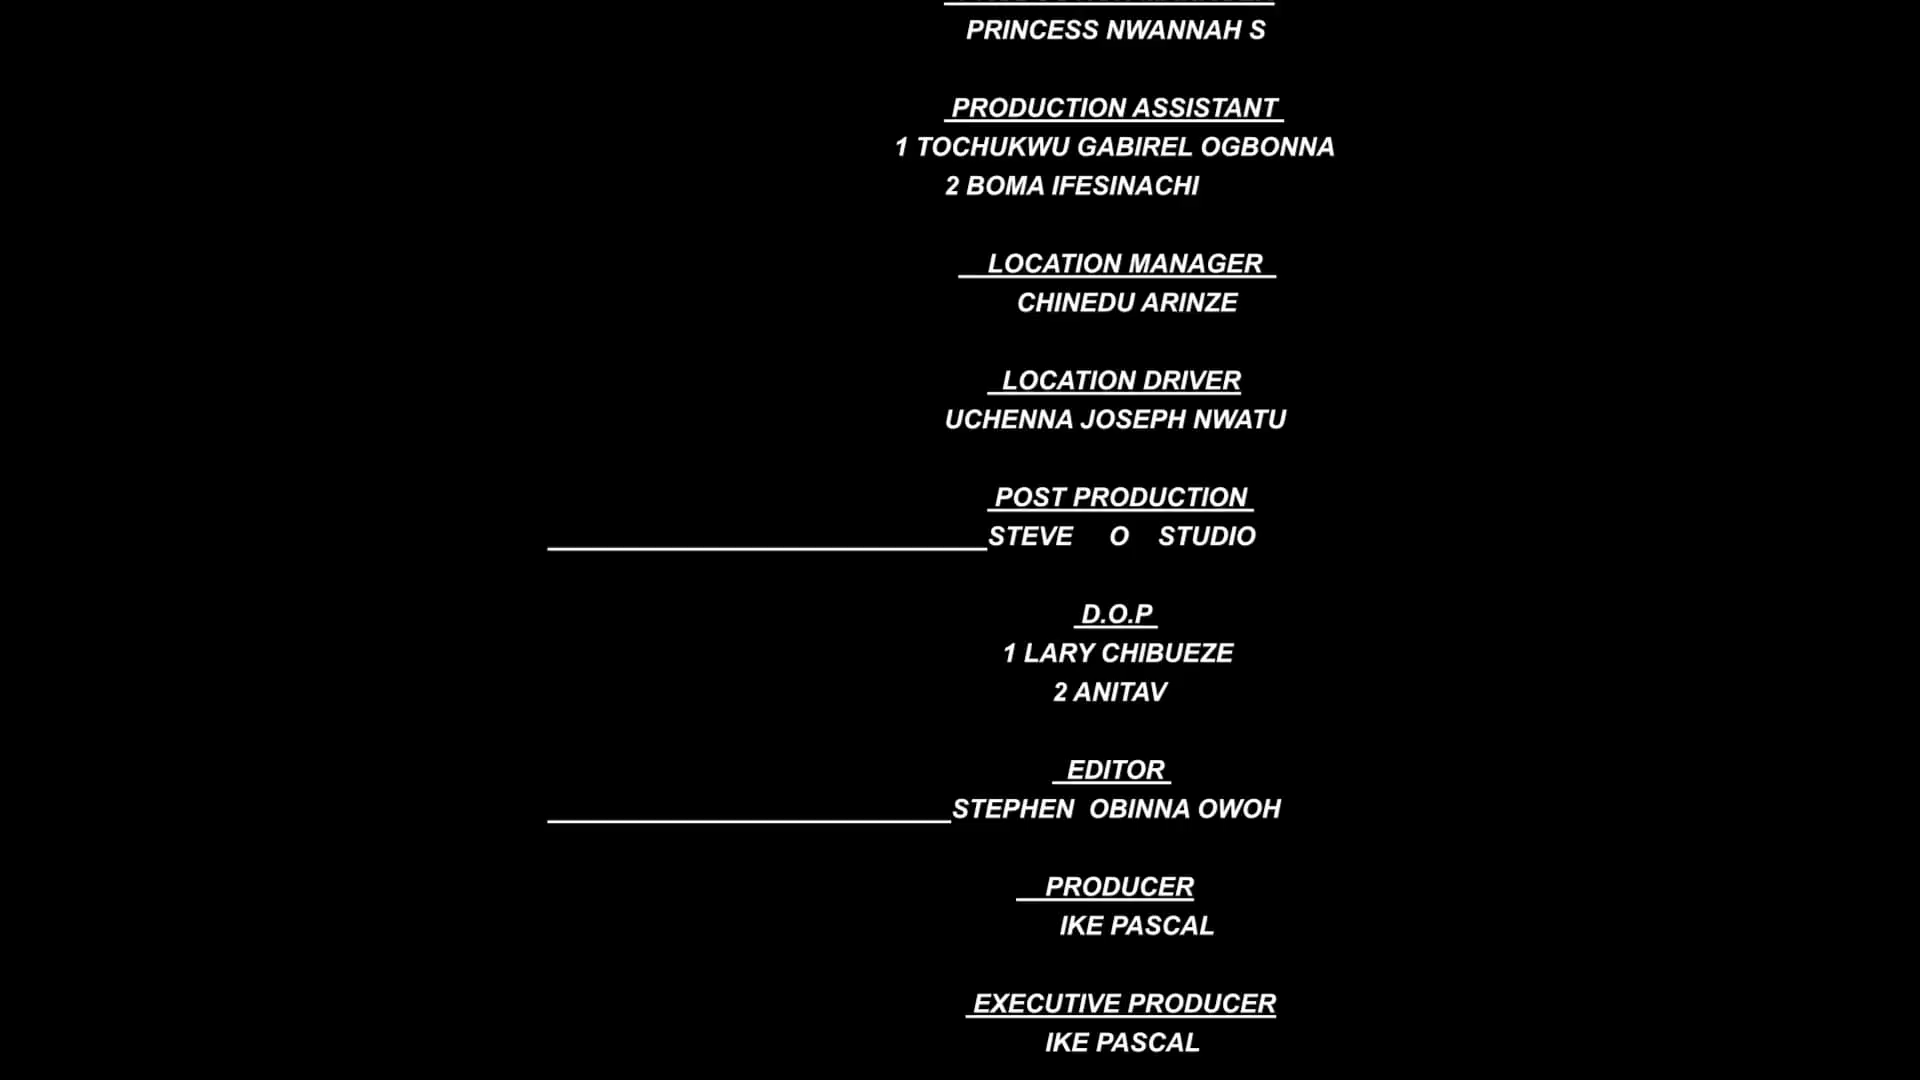 PRINCESS NWANNAH S
PRODUCTION ASSISTANT
1 TOCHUKWU GABIREL OGBONNA
2 BOMA IFESINACHI
LOCATION MANAGER
CHINEDU ARINZE
LOCATION DRIVER
UCHENNA JOSEPH NWATU
POST PRODUCTION
STEVE O STUDIO
D.O.P
1 LARY CHIBUEZE
2 ANITAV
EDITOR
STEPHEN OBINNA OWOH
PRODUCER
IKE PASCAL
EXECUTIVE PRODUCER
IKE PASCAL